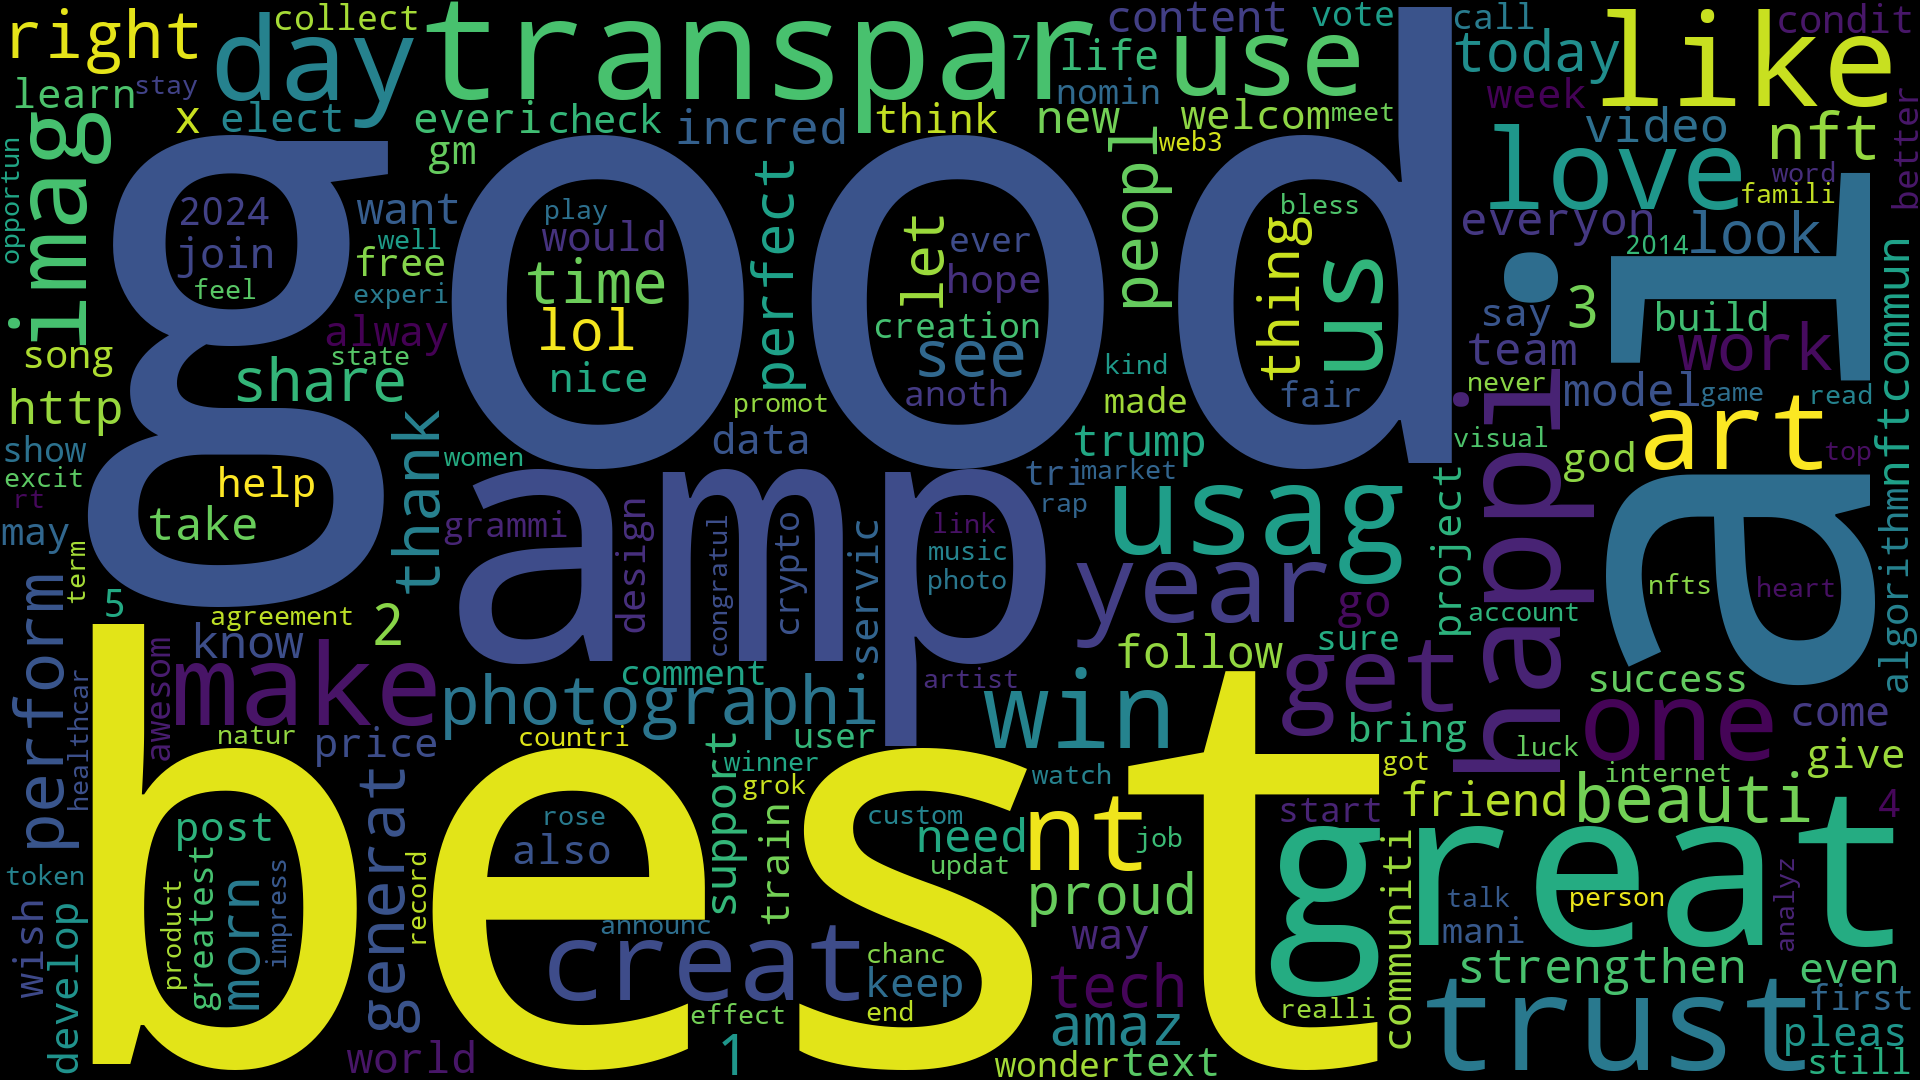 right
collect
transpar
content
vote
call
condit
day
7
life
use
like
today
learn
stay
x
elect
everi
check
incred
think
nomin
new
welcom
meet
week
video
nft
better
gm
web3
love
word
famili
opportun
imag
good
2024
join
feel
want
well
free
experi
play
would
time
lol
nice
perfect
let
ever
hope
creation
see
anoth
peopl
bless
thing
us
fair
everyon
2014
look
ai
nftcommun
say
3
build
alway
state
song
share
http
kind
made
promot
team
work
never
model
game
read
happi
art
show
excit
rt
may
help
take
thank
women
data
trump
tri
market
rap
visual
god
top
grammi
amp
design
congratul
crypto
servic
link
music
photo
usag
project
algorithm
term
5
agreement
2
year
go
account
nfts
heart
perform
know
comment
artist
follow
sure
get
success
healthcar
awesom
make
photographi
win
one
come
natur
price
countri
user
bring
luck
give
support
winner
grok
watch
got
internet
best
post
generat
rose
also
train
custom
need
updat
nt
job
start
friend
beauti
4
token
wish
develop
product
greatest
morn
impress
record
announc
creat
chanc
keep
end
proud
way
great
communiti
talk
mani
person
analyz
tech
strengthen
even
world
effect
1
amaz
realli
trust
first
pleas
wonder
text
still